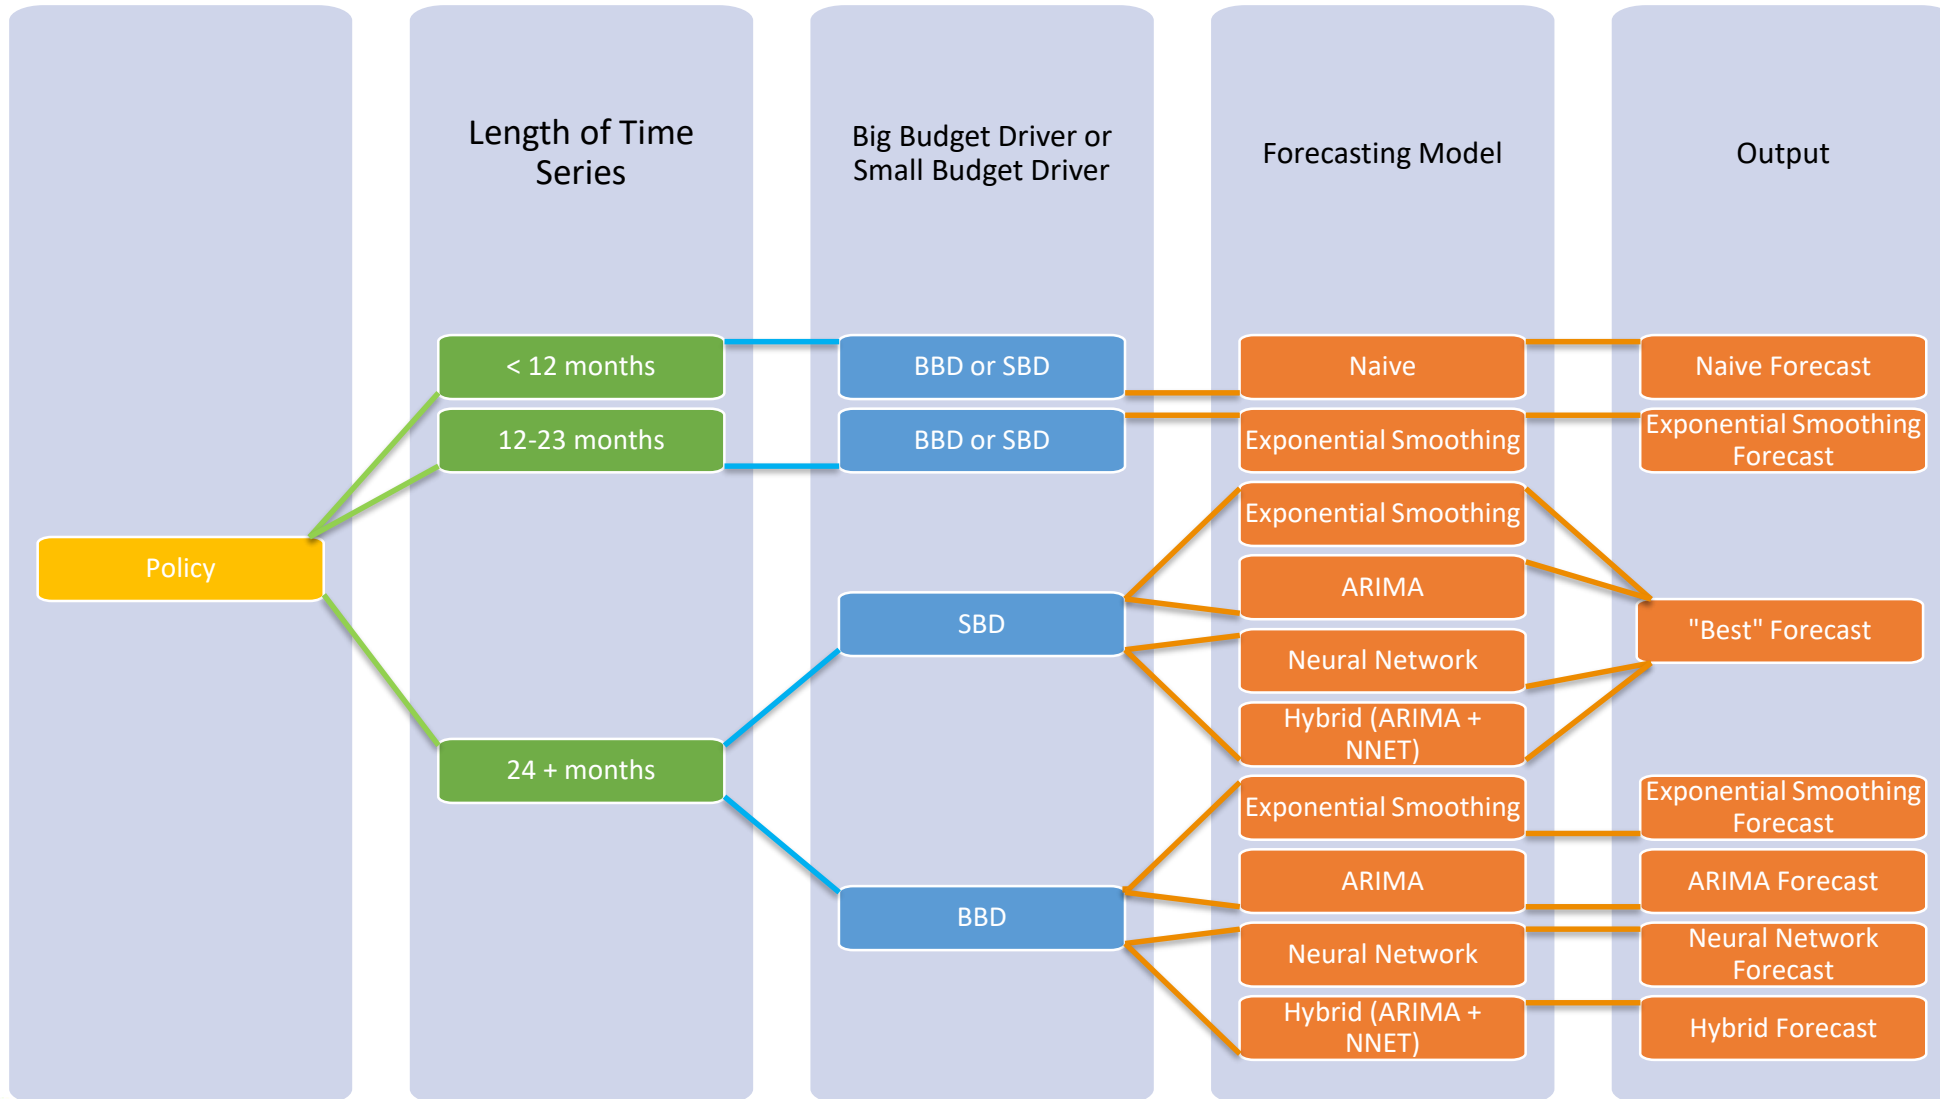 Length of Time
Series
Big Budget Driver or
Small Budget Driver
Forecasting Model
Output
Policy
< 12 months
12-23 months
24 + months
BBD or SBD
BBD or SBD
SBD
BBD
Naive
Exponential Smoothing
Exponential Smoothing
ARIMA
Neural Network
Hybrid (ARIMA +
NNET)
Exponential Smoothing
ARIMA
Neural Network
Hybrid (ARIMA +
NNET)
Naive Forecast
Exponential Smoothing
Forecast
"Best" Forecast
Exponential Smoothing
Forecast
ARIMA Forecast
Neural Network
Forecast
Hybrid Forecast